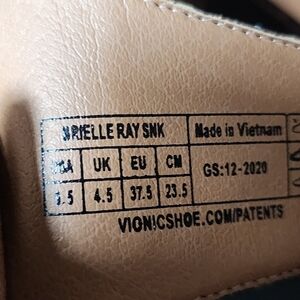 RIELLE RAY SNK
Made in Vietnam
UK EU CM
GS:12-2020
4.5 37.5 23.5
VIONICSHOE.COM/PATENTS